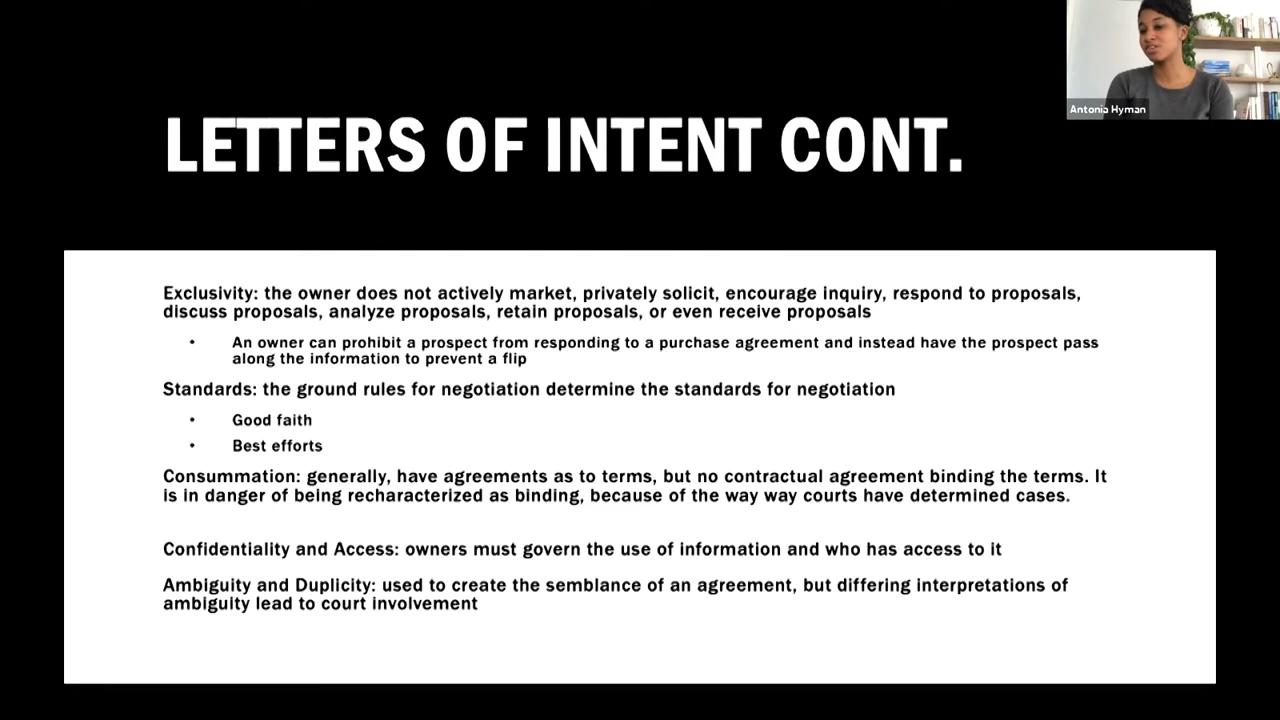 Antonia Hyman
LETTERS OF INTENT CONT.
Exclusivity: the owner does not actively market, privately solicit, encourage inquiry, respond to proposals,
discuss proposals, analyze proposals, retain proposals, or even receive proposals
• An owner can prohibit a prospect from responding to a purchase agreement and instead have the prospect pass
along the information to prevent a flip
Standards: the ground rules for negotiation determine the standards for negotiation
• Good faith
• Best efforts
Consummation: generally, have agreements as to terms, but no contractual agreement binding the terms. It
is in danger of being recharacterized as binding, because of the way way courts have determined cases.
Confidentiality and Access: owners must govern the use of information and who has access to it
Ambiguity and Duplicity: used to create the semblance of an agreement, but differing interpretations of
ambiguity lead to court involvement